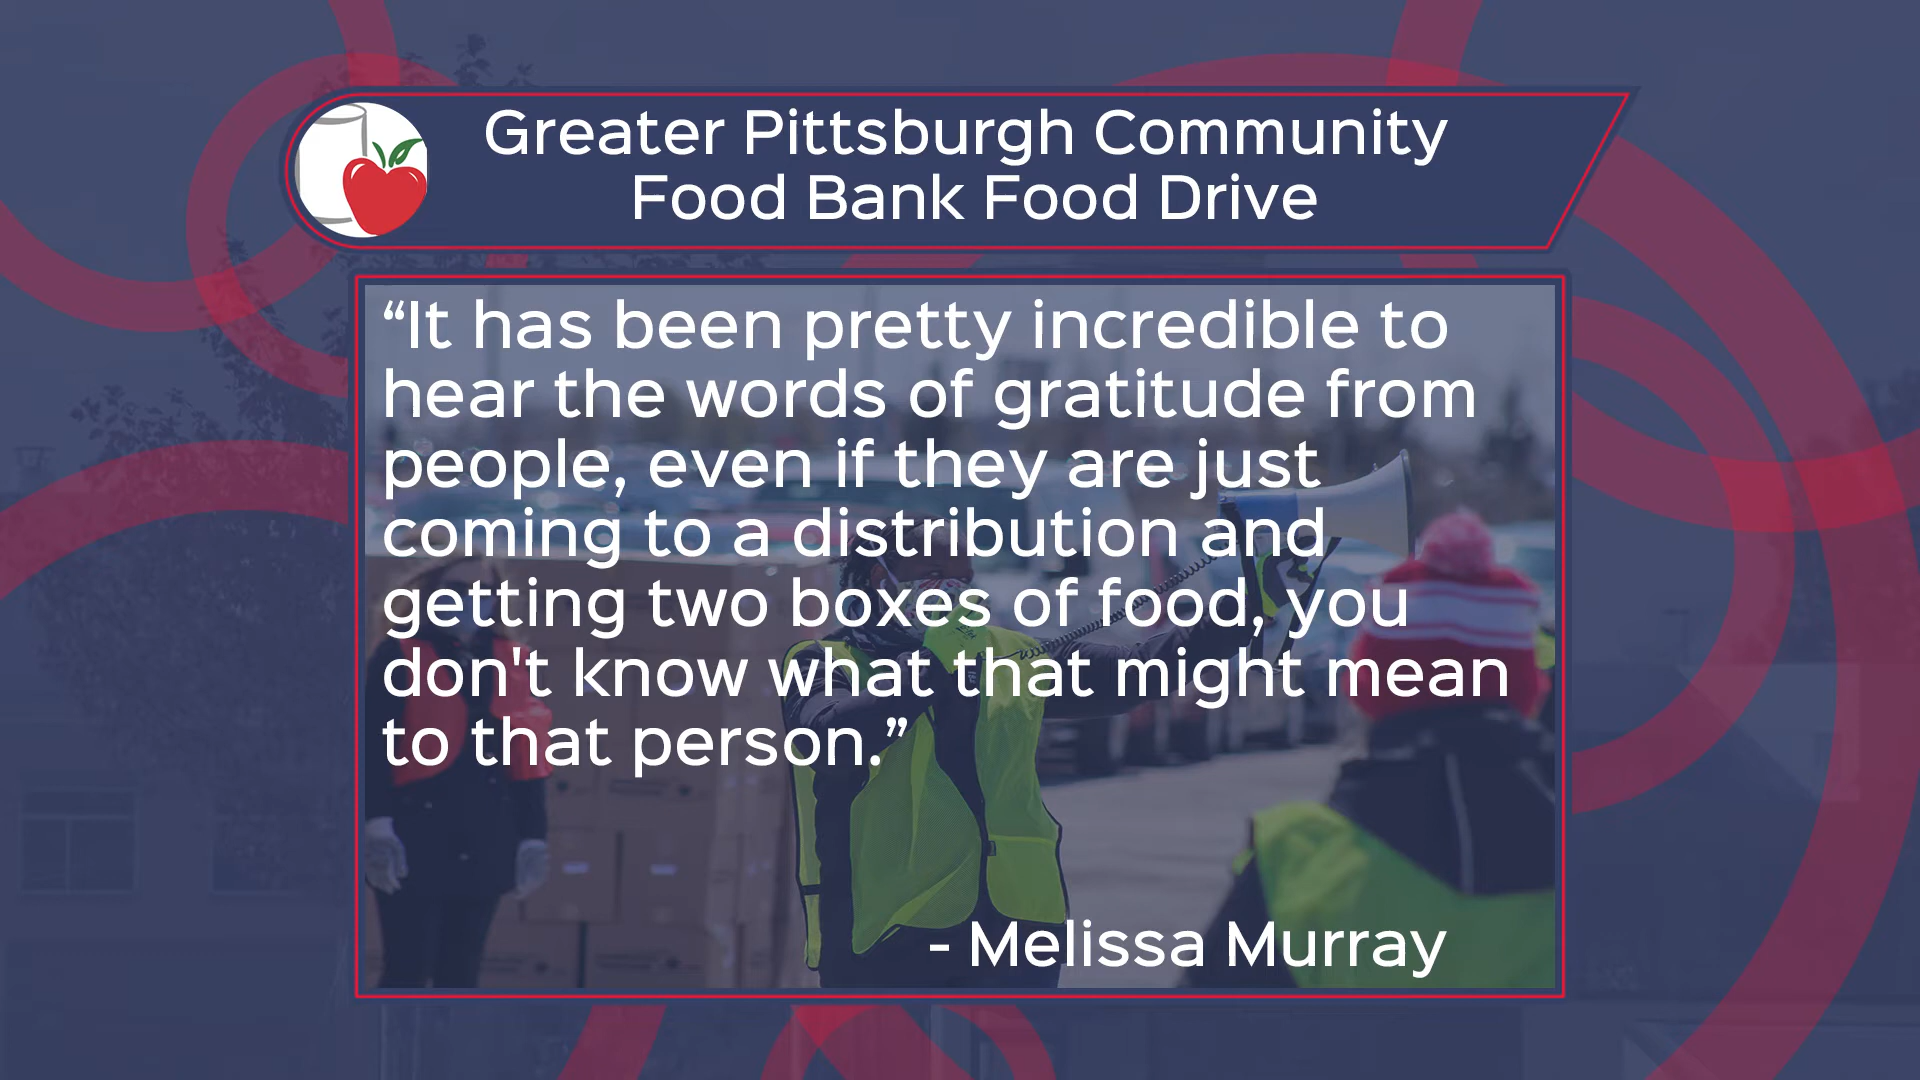 Greater Pittsburgh Community
Food Bank Food Drive
“It has been pretty incredible to
hear the words of gratitude from
people, even if they are just
coming to a distribution and
getting two boxes of food, you
don't know what that might mean
to that person.”
- Melissa Murray